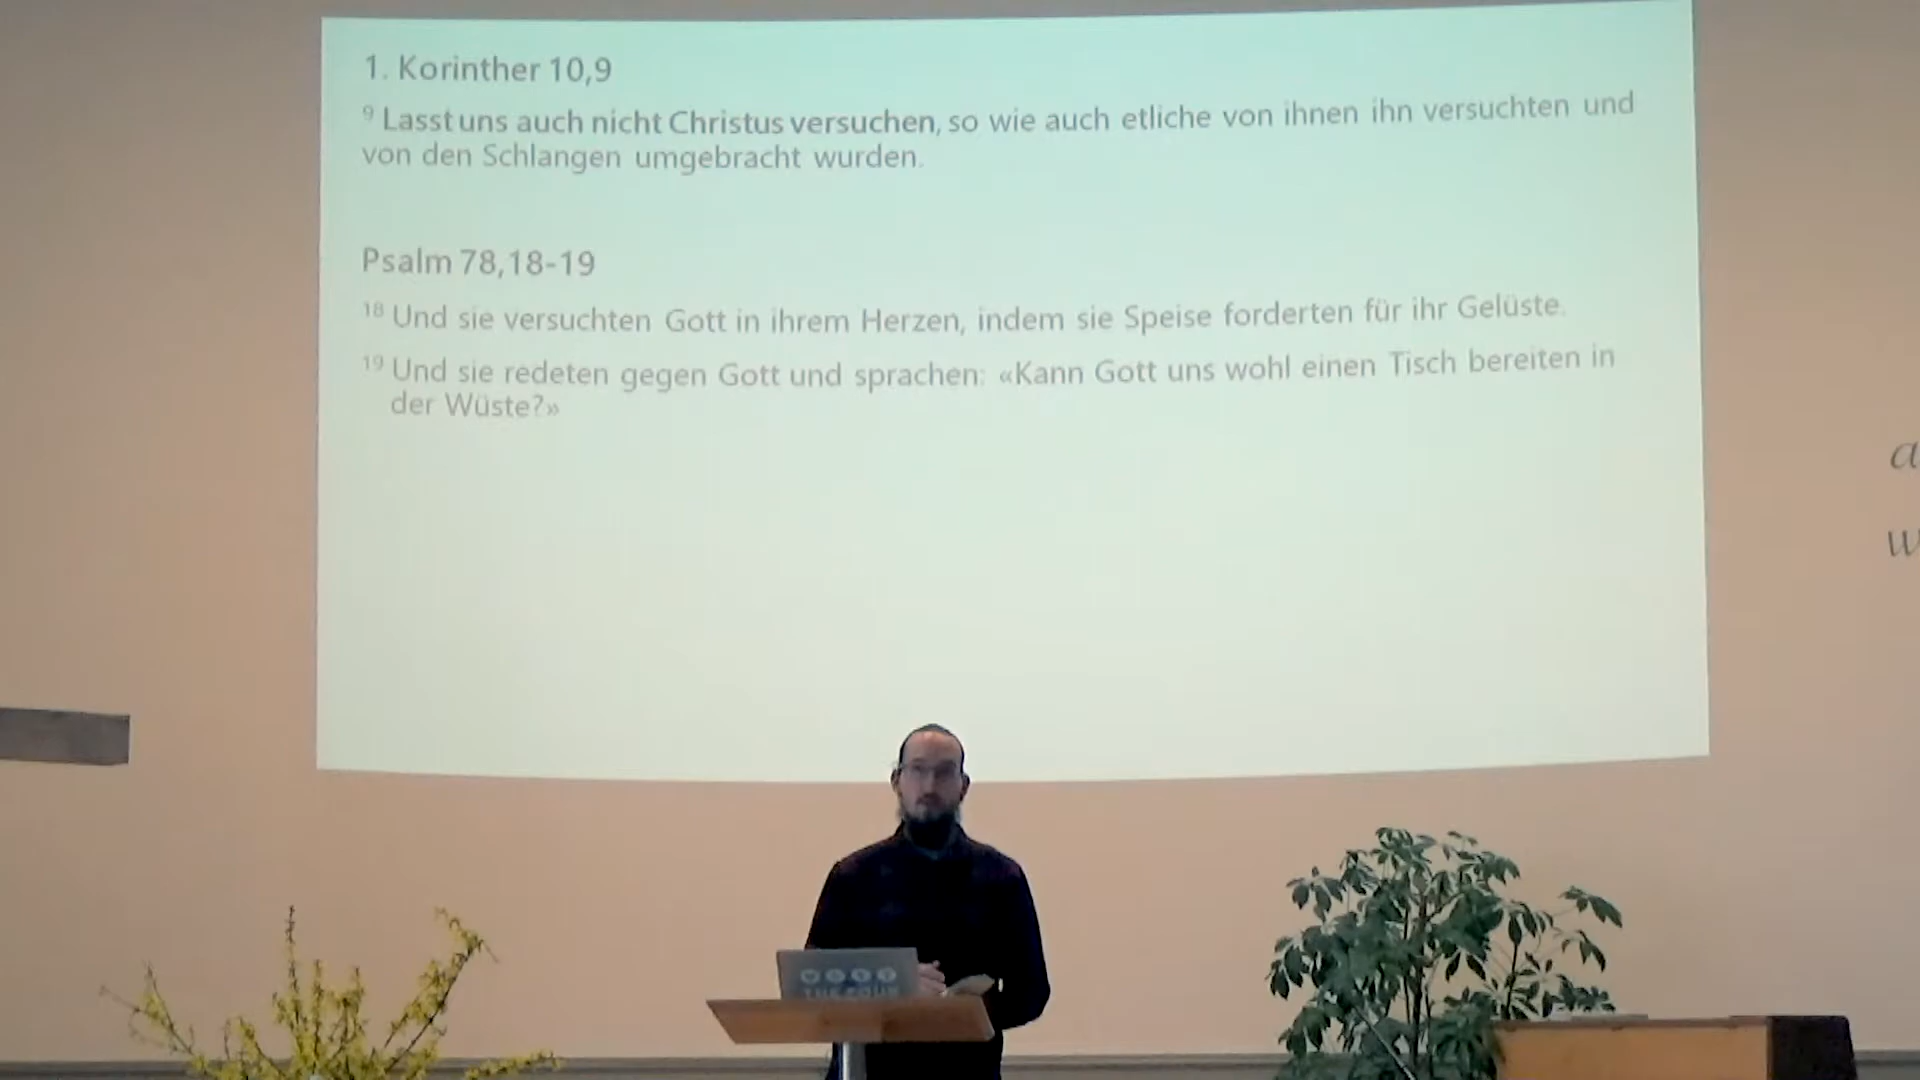 1. Korinther 10,9
⁹ Lasst uns auch nicht Christus versuchen, so wie auch etliche von ihnen ihn versuchten und
von den Schlangen umgebracht wurden.
Psalm 78,18-19
¹⁸ Und sie versuchten Gott in ihrem Herzen, indem sie Speise forderten für ihr Gelüste.
¹⁹ Und sie redeten gegen Gott und sprachen: «Kann Gott uns wohl einen Tisch bereiten in
der Wüste?»
a
w
THE FOUR